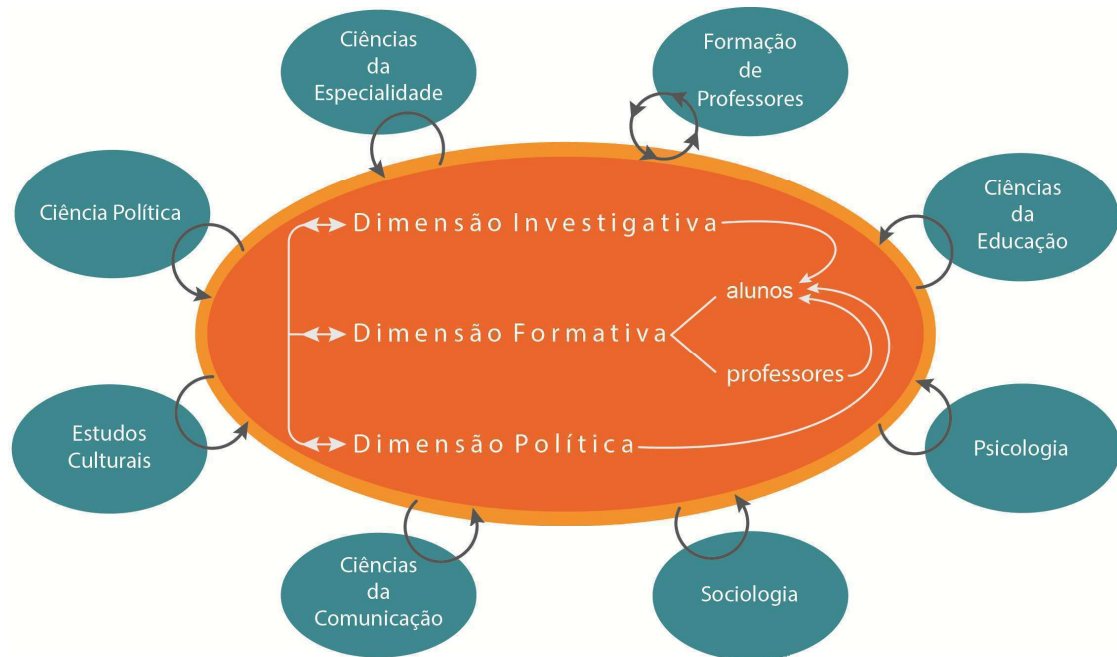 Ciências
da
Especialidade
Formação
de
Professores
Ciência Política
Ciências
da
Educação
Dimensão Investigativa
alunos
Dimensão Formativa
professores
Dimensão Política
Estudos
Culturais
Psicologia
Ciências
da
Comunicação
Sociologia